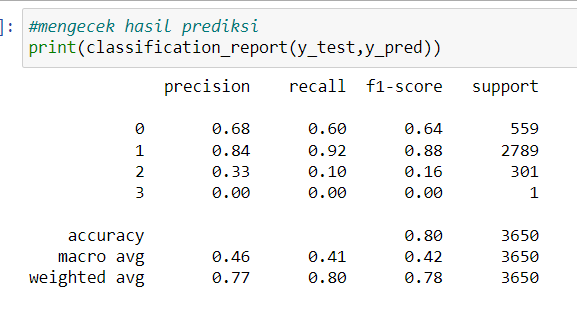 ]: #mengecek hasil prediksi
print(classification_report(y_test,y_pred))
precision recall f1-score support
0 0.68 0.60 0.64 559
1 0.84 0.92 0.88 2789
2 0.33 0.10 0.16 301
3 0.00 0.00 0.00 1
accuracy 0.80 3650
macro avg 0.46 0.41 0.42 3650
weighted avg 0.77 0.80 0.78 3650